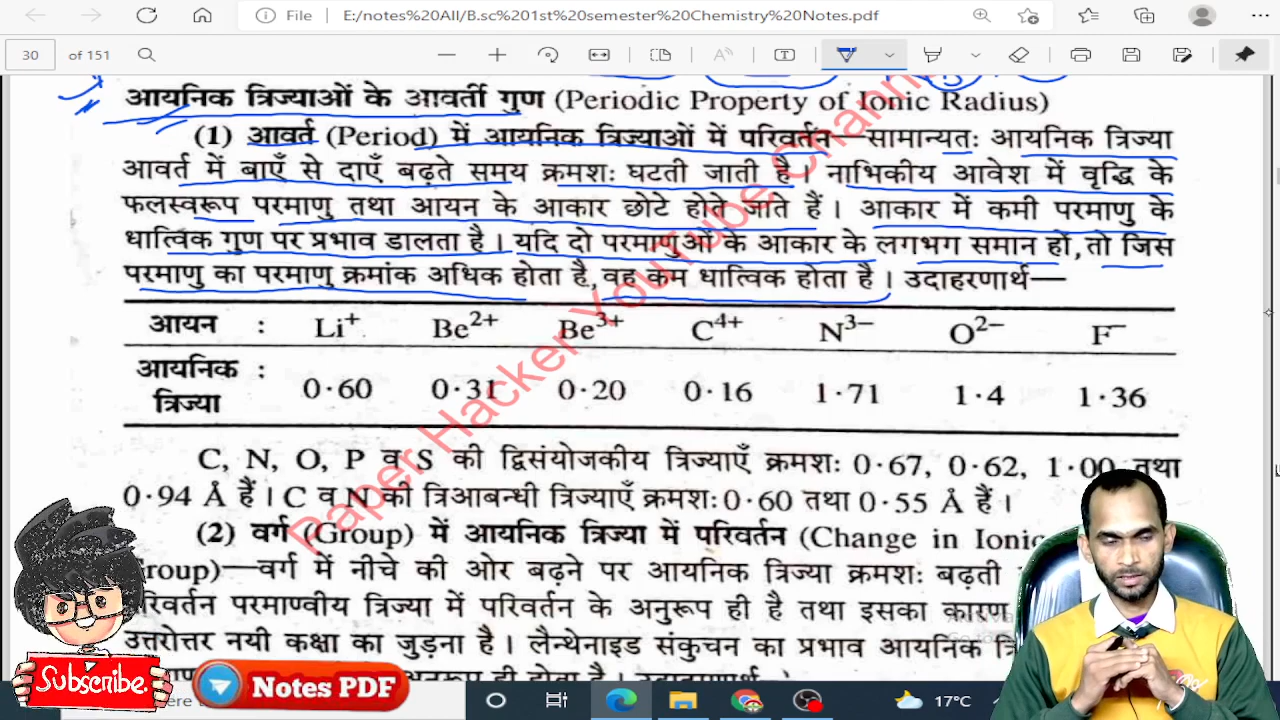 File E:/notes%20All/B.sc%201st%20semester%20Chemistry%20Notes.pdf
30 of 151
आयनिक त्रिज्याओं के आवर्ती गुण (Periodic Property of Ionic Radius)
(1) आवर्त (Period) में आयनिक त्रिज्याओं में परिवर्तन—सामान्यतः आयनिक त्रिज्या
आवर्त में बाएँ से दाएँ बढ़ते समय क्रमशः घटती जाती है। नाभिकीय आवेश में वृद्धि के
फलस्वरूप परमाणु तथा आयन के आकार छोटे होते जाते हैं। आकार में कमी परमाणु के
धात्विक गुण पर प्रभाव डालता है। यदि दो परमाणुओं के आकार के लगभग समान हों, तो जिस
परमाणु का परमाणु क्रमांक अधिक होता है, वह कम धात्विक होता है। उदाहरणार्थ—
आयन : Li⁺ Be²⁺ Be³⁺ C⁴⁺ N³⁻ O²⁻ F⁻
आयनिक :
त्रिज्या 0·60 0·31 0·20 0·16 1·71 1·4 1·36
C, N, O, P व S की द्विसंयोजकीय त्रिज्याएँ क्रमशः 0·67, 0·62, 1·00 तथा
0·94 Å हैं। C व N की त्रिआबन्धी त्रिज्याएँ क्रमशः 0·60 तथा 0·55 Å हैं।
(2) वर्ग (Group) में आयनिक त्रिज्या में परिवर्तन (Change in Ionic
Group)—वर्ग में नीचे की ओर बढ़ने पर आयनिक त्रिज्या क्रमशः बढ़ती
परिवर्तन परमाण्वीय त्रिज्या में परिवर्तन के अनुरूप ही है तथा इसका कारण
उत्तरोत्तर नयी कक्षा का जुड़ना है। लैन्थेनाइड संकुचन का प्रभाव आयनिक
अनुरूप ही होता है। उदाहरणार्थ
Paper Hacker YouTube Chann
Subscribe.
Notes PDF
17°C